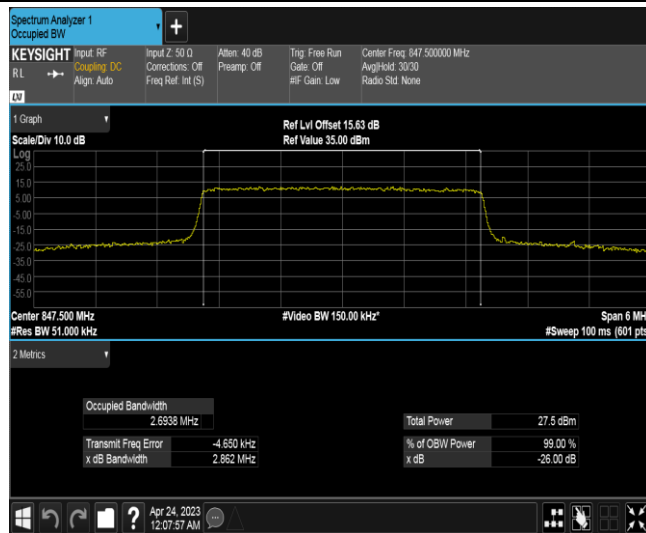 Spectrum Analyzer 1
Occupied BW
+
KEYSIGHT
RL
Input: RF
Coupling: DC
Align: Auto
Input Z: 50 Ω
Corrections: Off
Freq Ref: Int (S)
Atten: 40 dB
Preamp: Off
Trig: Free Run
Gate: Off
#IF Gain: Low
Center Freq: 847.500000 MHz
Avg|Hold: 30/30
Radio Std: None
LXI
1 Graph
Scale/Div 10.0 dB
Ref Lvl Offset 15.63 dB
Ref Value 35.00 dBm
Log
25.0
15.0
5.00
-5.00
-15.0
-25.0
-35.0
-45.0
-55.0
Center 847.500 MHz
#Res BW 51.000 kHz
#Video BW 150.00 kHz*
Span 6 MH
#Sweep 100 ms (601 pts
2 Metrics
Occupied Bandwidth
2.6938 MHz
Transmit Freq Error -4.650 kHz
x dB Bandwidth 2.862 MHz
Total Power 27.5 dBm
% of OBW Power 99.00 %
x dB -26.00 dB
?
Apr 24, 2023
12:07:57 AM